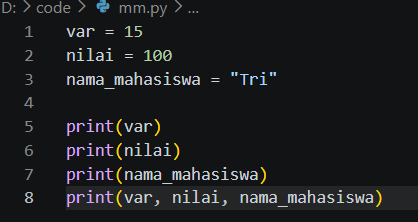 D: > code > mm.py > ...
1 var = 15
2 nilai = 100
3 nama_mahasiswa = "Tri"
4
5 print(var)
6 print(nilai)
7 print(nama_mahasiswa)
8 print(var, nilai, nama_mahasiswa)